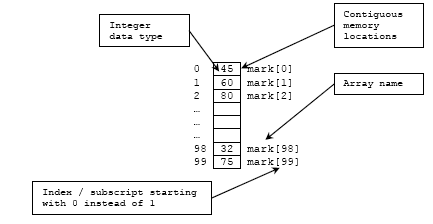 Integer
data type
Contiguous
memory
locations
0 45 mark[0]
1 60 mark[1]
2 80 mark[2]
…
…
…
98 32 mark[98]
99 75 mark[99]
Array name
Index / subscript starting
with 0 instead of 1